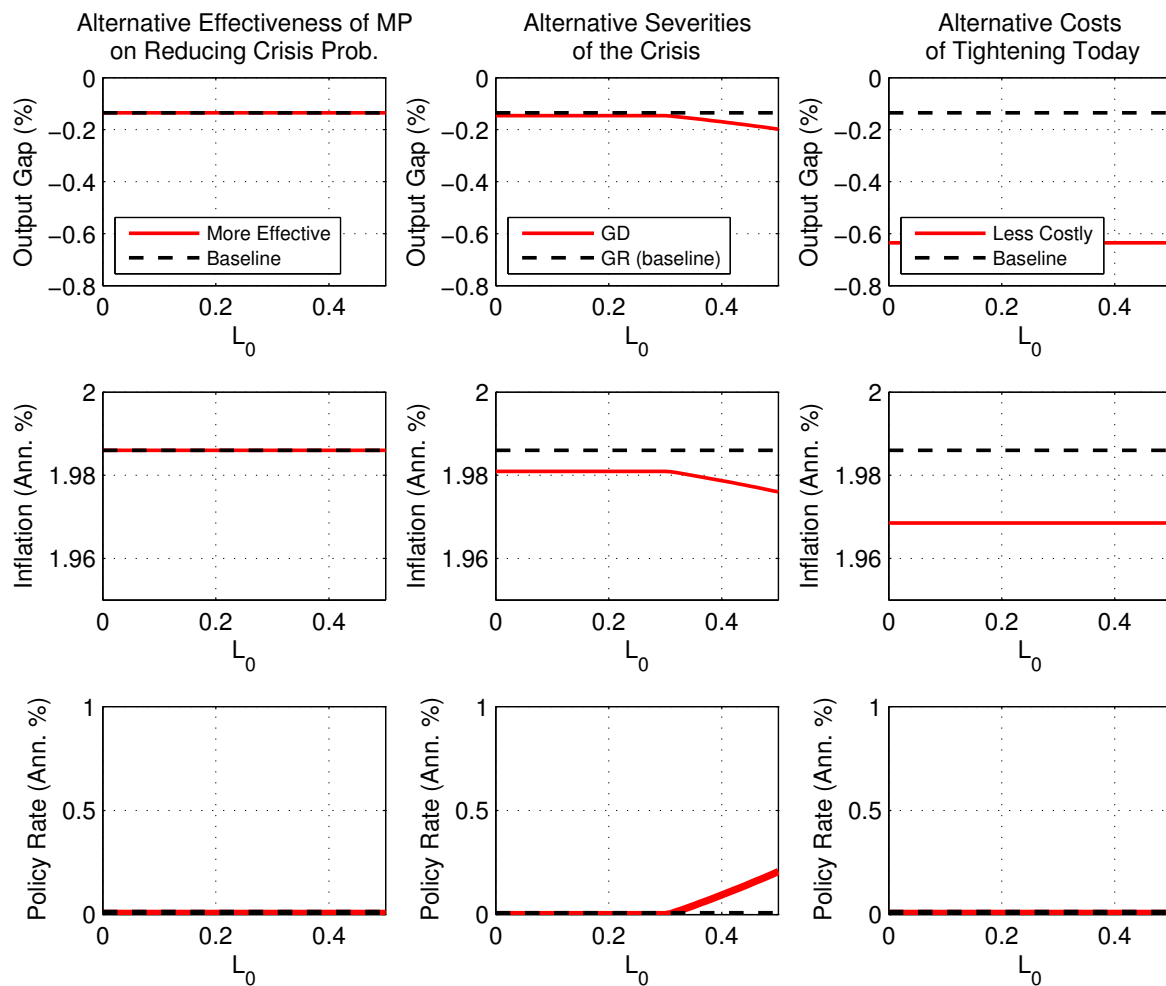 Alternative Effectiveness of MP
on Reducing Crisis Prob.
Alternative Severities
of the Crisis
Alternative Costs
of Tightening Today
Output Gap (%)
0
−0.2
−0.4
−0.6
−0.8
More Effective
Baseline
0 0.2 0.4
L0
Output Gap (%)
0
−0.2
−0.4
−0.6
−0.8
GD
GR (baseline)
0 0.2 0.4
L0
Output Gap (%)
0
−0.2
−0.4
−0.6
−0.8
Less Costly
Baseline
0 0.2 0.4
L0
Inflation (Ann. %)
2
1.98
1.96
0 0.2 0.4
L0
Inflation (Ann. %)
2
1.98
1.96
0 0.2 0.4
L0
Inflation (Ann. %)
2
1.98
1.96
0 0.2 0.4
L0
Policy Rate (Ann. %)
1
0.5
0
0 0.2 0.4
L0
Policy Rate (Ann. %)
1
0.5
0
0 0.2 0.4
L0
Policy Rate (Ann. %)
1
0.5
0
0 0.2 0.4
L0